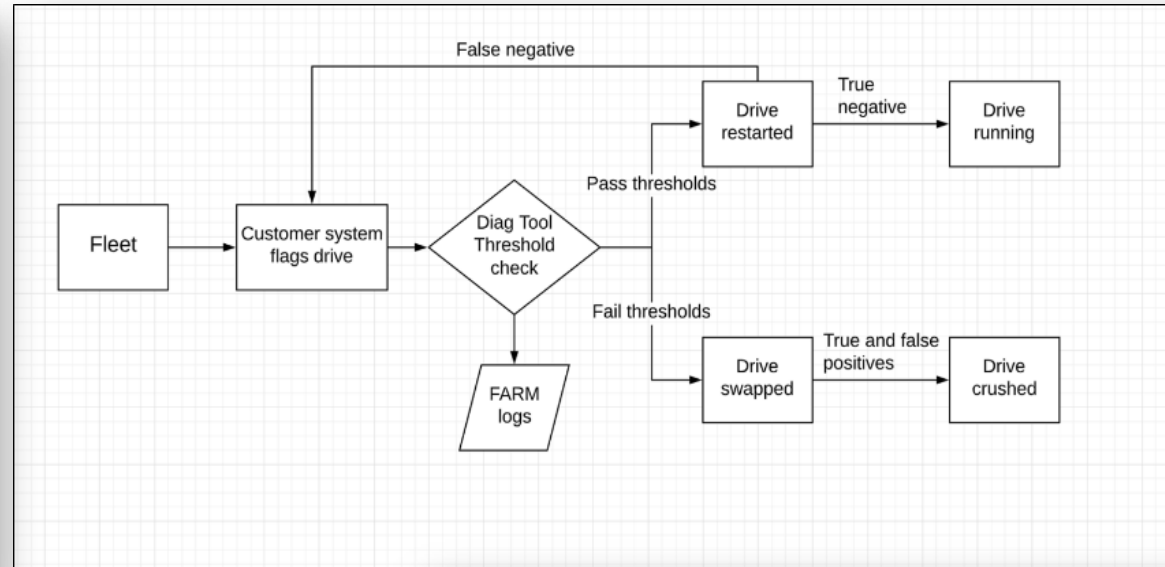 False negative
True
negative
Drive
restarted
Drive
running
Pass thresholds
Fleet
Customer system
flags drive
Diag Tool
Threshold
check
Fail thresholds
True and false
positives
Drive
swapped
Drive
crushed
FARM
logs